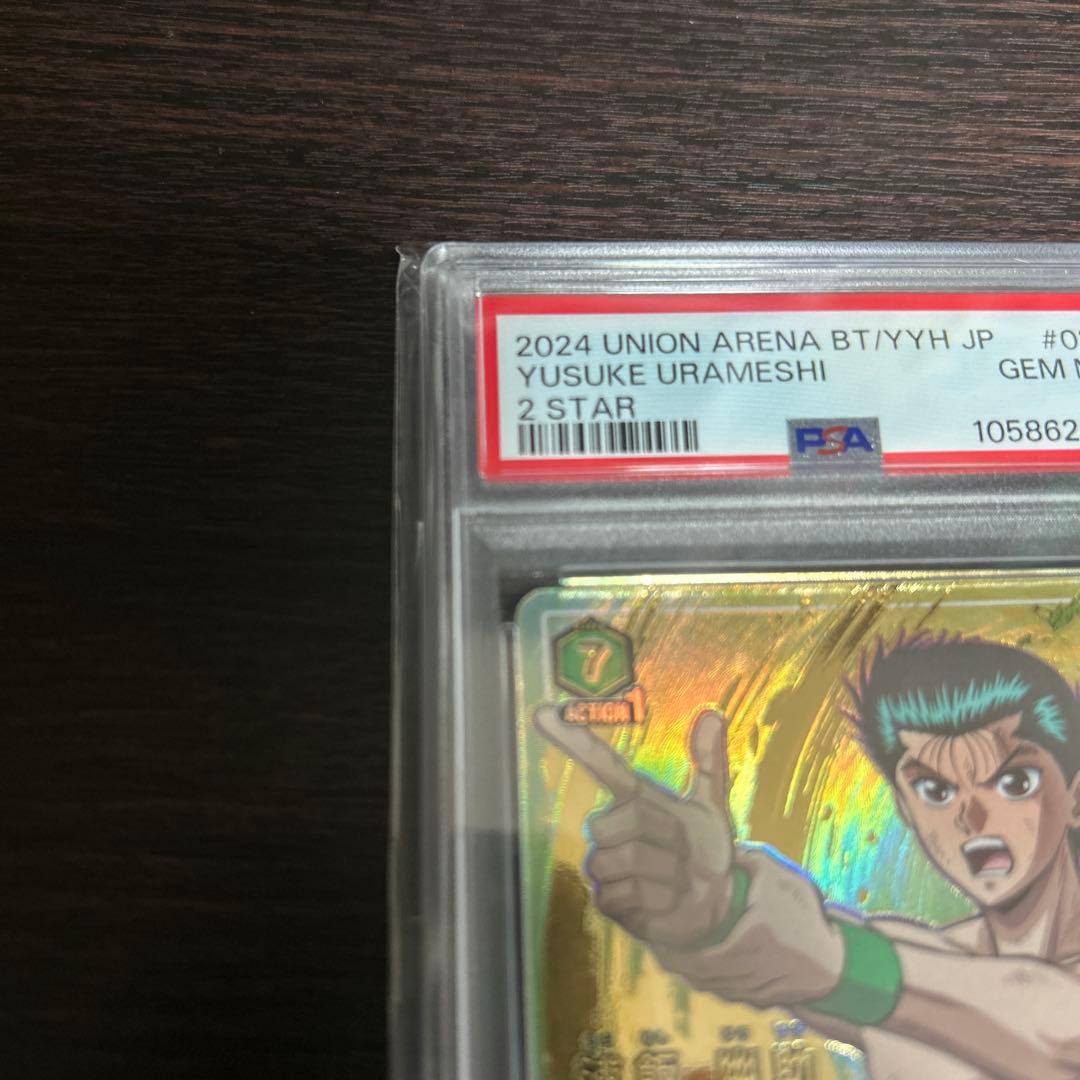 2024 UNION ARENA BT/YYH JP
YUSUKE URAMESHI
GEM
2 STAR
PSA
105862
7
ACTION 1